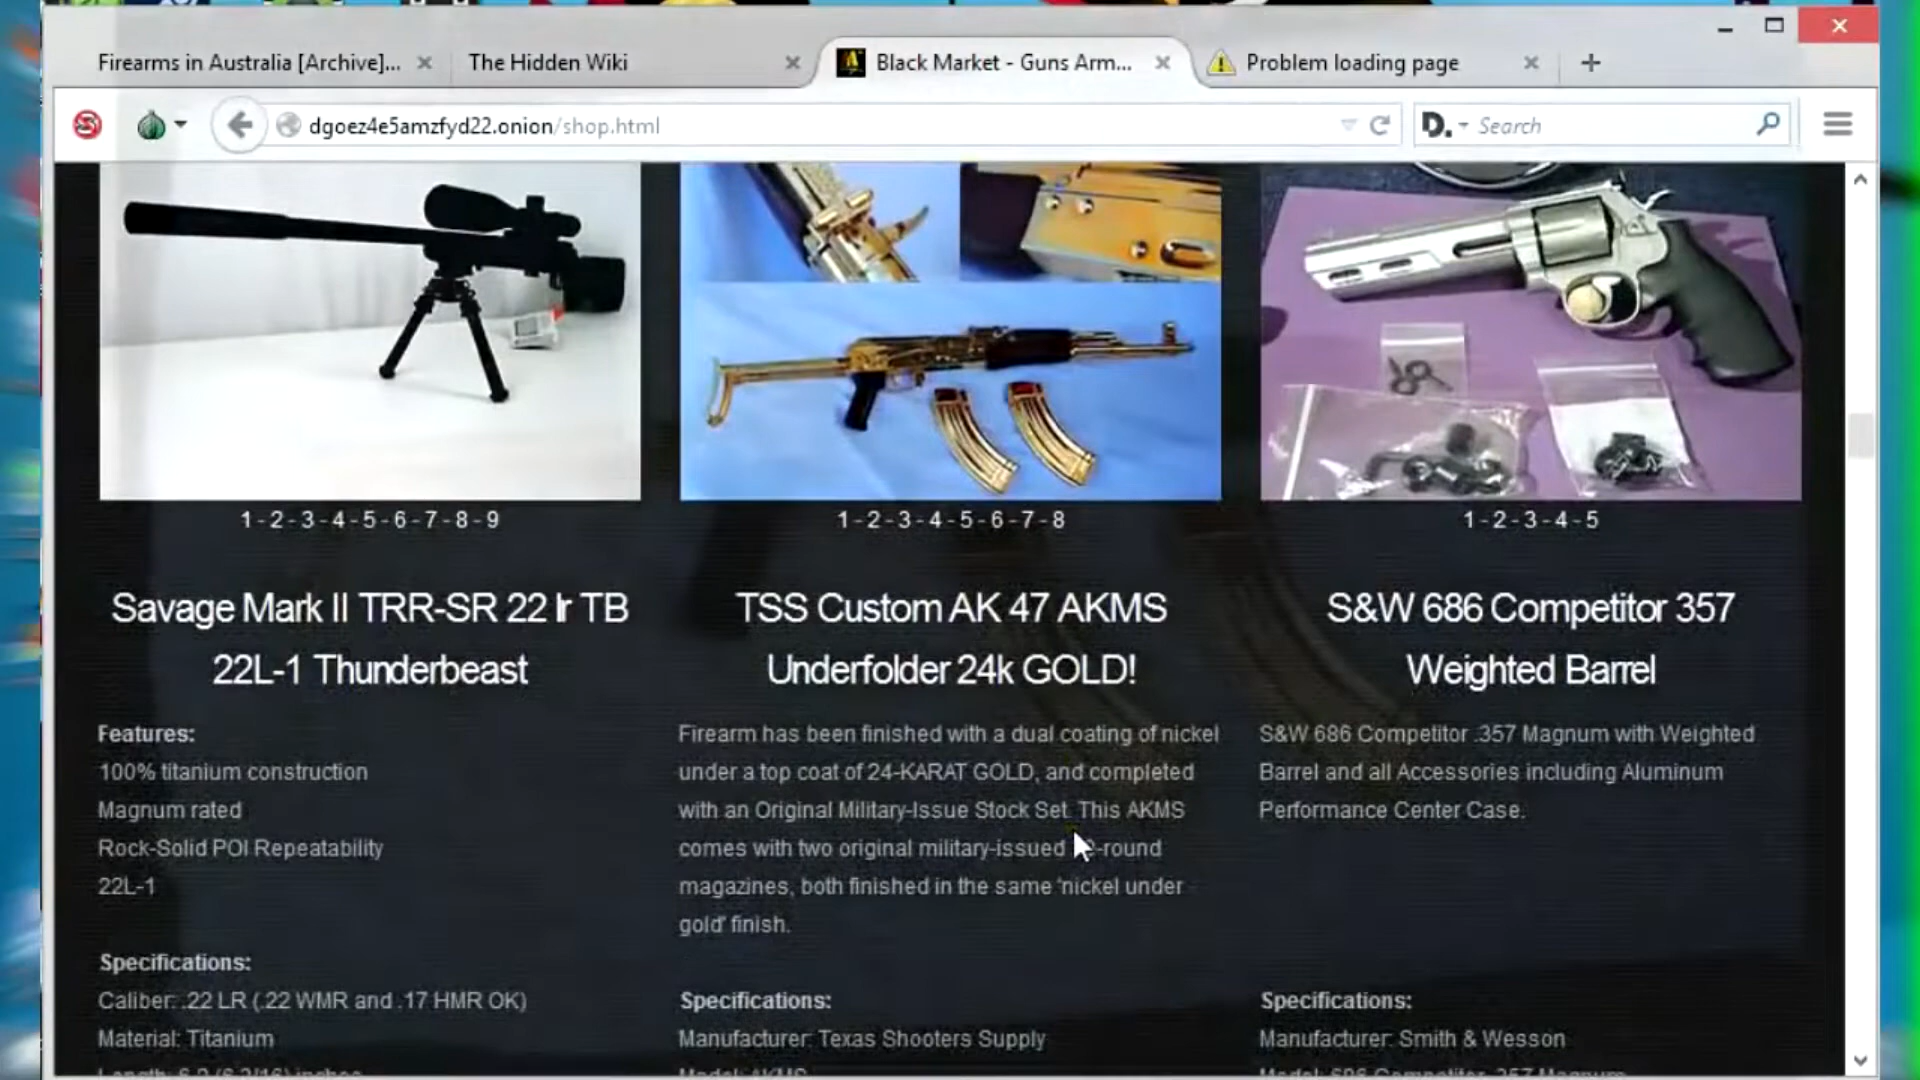 Firearms in Australia [Archive]...
The Hidden Wiki
Black Market - Guns Arm...
Problem loading page
dgoez4e5amzfyd22.onion/shop.html
D.
Search
1 - 2 - 3 - 4 - 5 - 6 - 7 - 8 - 9
1 - 2 - 3 - 4 - 5 - 6 - 7 - 8
1 - 2 - 3 - 4 - 5
Savage Mark II TRR-SR 22 lr TB
22L-1 Thunderbeast
Features:
100% titanium construction
Magnum rated
Rock-Solid POI Repeatability
22L-1
Specifications:
Caliber: .22 LR (.22 WMR and .17 HMR OK)
Material: Titanium
TSS Custom AK 47 AKMS
Underfolder 24k GOLD!
Firearm has been finished with a dual coating of nickel
under a top coat of 24-KARAT GOLD, and completed
with an Original Military-Issue Stock Set. This AKMS
comes with two original military-issued -round
magazines, both finished in the same 'nickel under
gold' finish.
Specifications:
Manufacturer: Texas Shooters Supply
Model: AKMS
S&W 686 Competitor 357
Weighted Barrel
S&W 686 Competitor .357 Magnum with Weighted
Barrel and all Accessories including Aluminum
Performance Center Case.
Specifications:
Manufacturer: Smith & Wesson
Model: 686 Competitor .357 Magnum